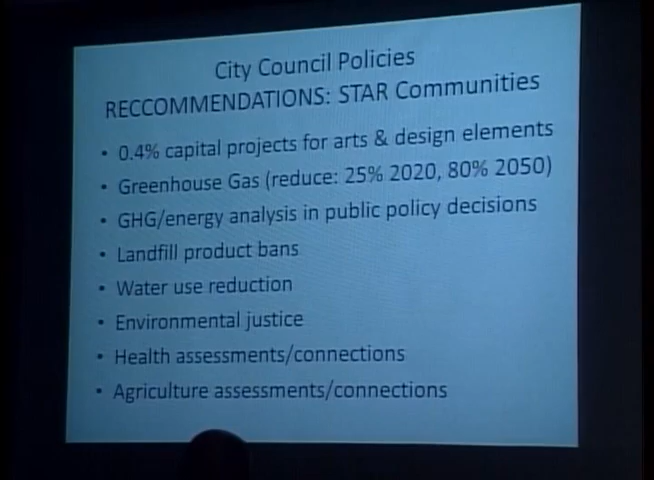 City Council Policies
RECCOMMENDATIONS: STAR Communities
• 0.4% capital projects for arts & design elements
• Greenhouse Gas (reduce: 25% 2020, 80% 2050)
• GHG/energy analysis in public policy decisions
• Landfill product bans
• Water use reduction
• Environmental justice
• Health assessments/connections
• Agriculture assessments/connections